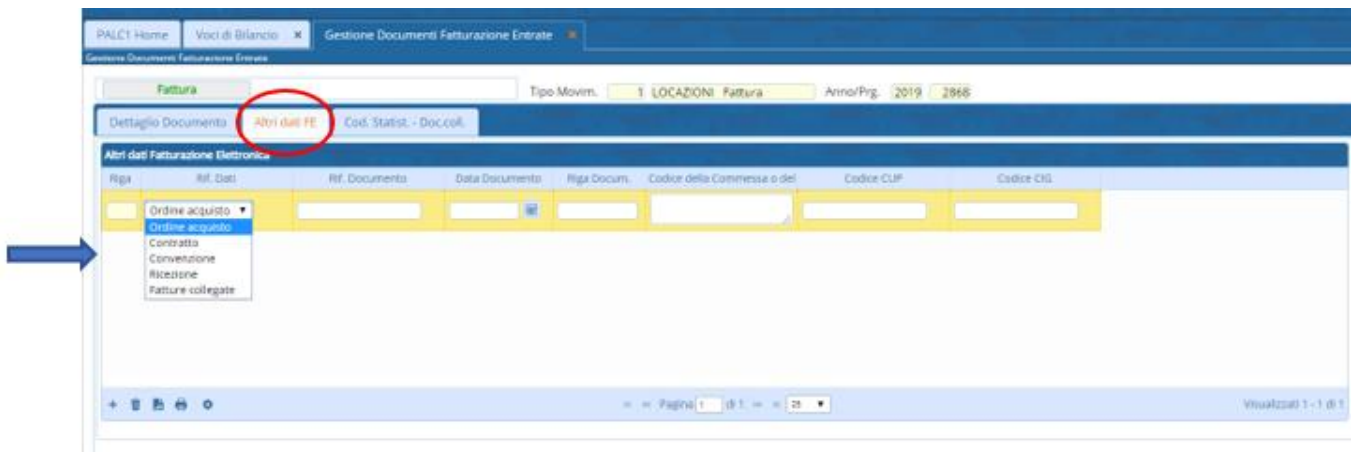 PALC1 Home Voci di Bilancio × Gestione Documenti Fatturazione Entrate ×
Gestione Documenti Fatturazione Entrate
Fattura Tipo Movim. 1 LOCAZIONI Fattura Anno/Prg. 2019 2868
Dettaglio Documento Altri dati FE Cod. Statist. - Doc.coll.
Altri dati Fatturazione Elettronica
Riga Rif. Dati Rif. Documento Data Documento Riga Docum. Codice della Commessa o del Codice CUP Codice CIG
Ordine acquisto
Ordine acquisto
Contratto
Convenzione
Ricezione
Fatture collegate
Pagina 1 di 1 25 Visualizzati 1 - 1 di 1